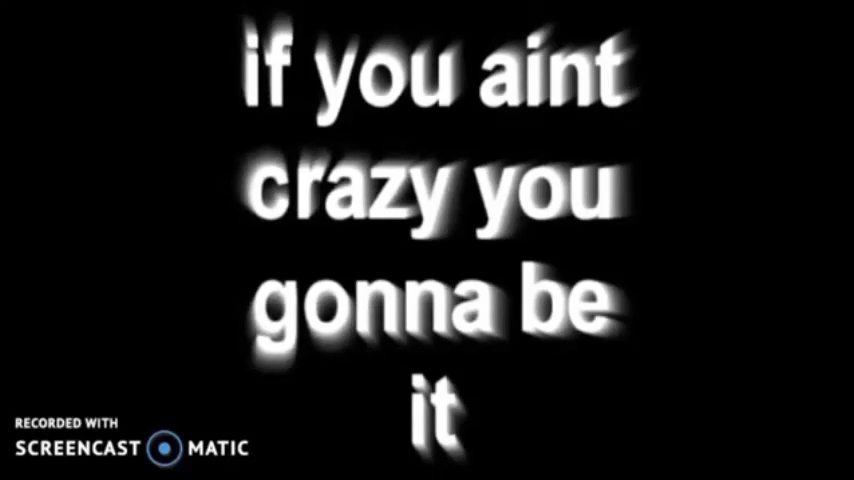 if you aint
crazy you
gonna be
it
RECORDED WITH
SCREENCAST MATIC